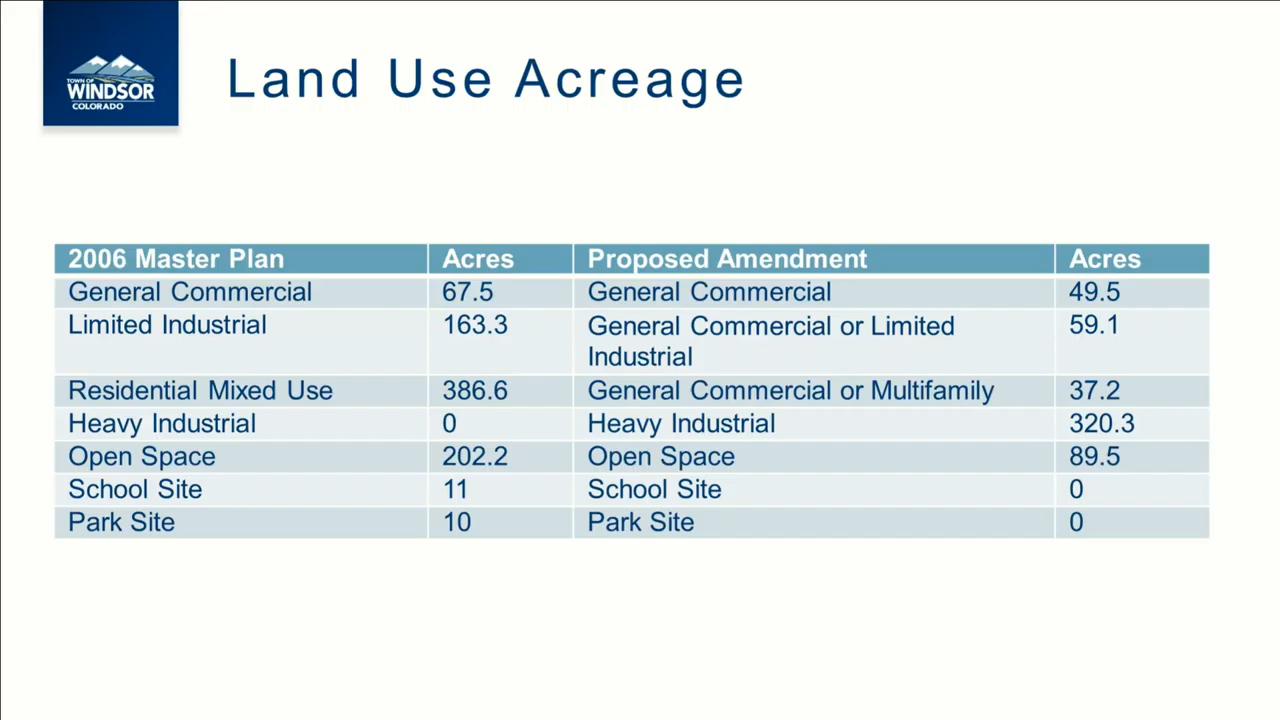 TOWN OF
WINDSOR
COLORADO
Land Use Acreage
2006 Master Plan Acres Proposed Amendment Acres
General Commercial 67.5 General Commercial 49.5
Limited Industrial 163.3 General Commercial or Limited 59.1
Industrial
Residential Mixed Use 386.6 General Commercial or Multifamily 37.2
Heavy Industrial 0 Heavy Industrial 320.3
Open Space 202.2 Open Space 89.5
School Site 11 School Site 0
Park Site 10 Park Site 0